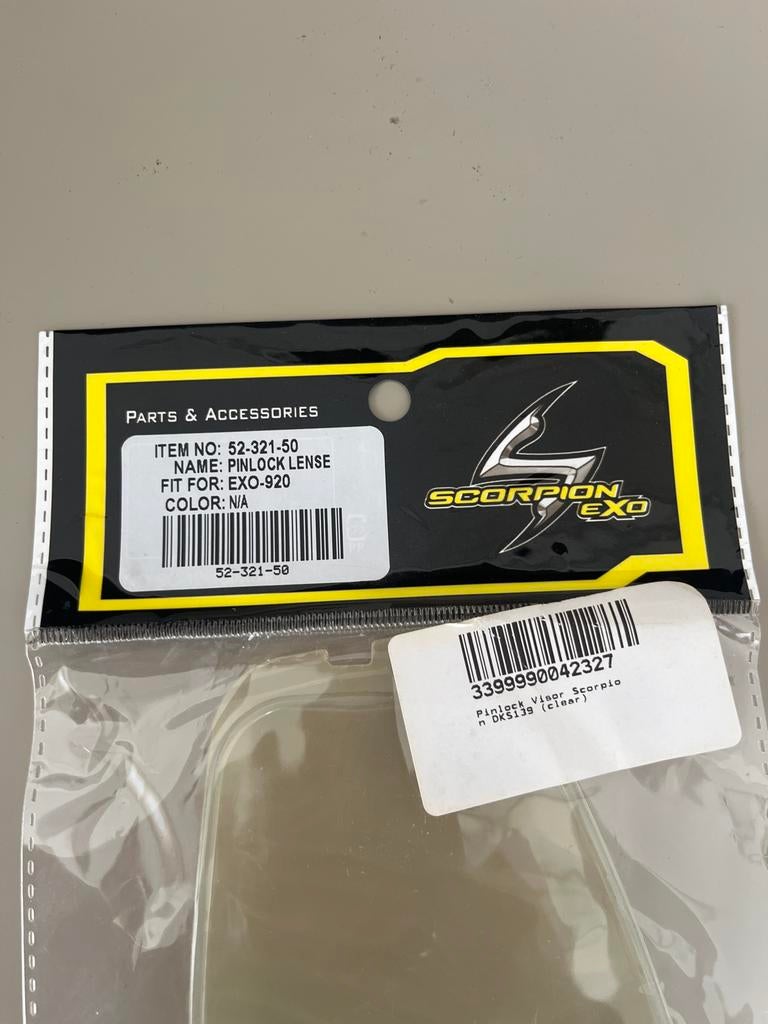 PARTS & ACCESSORIES
ITEM NO: 52-321-50
NAME: PINLOCK LENSE
FIT FOR: EXO-920
COLOR: N/A
52-321-50
SCORPION
EXO
3399990042327
Pinlock Visor Scorpio
n DKS139 (clear)